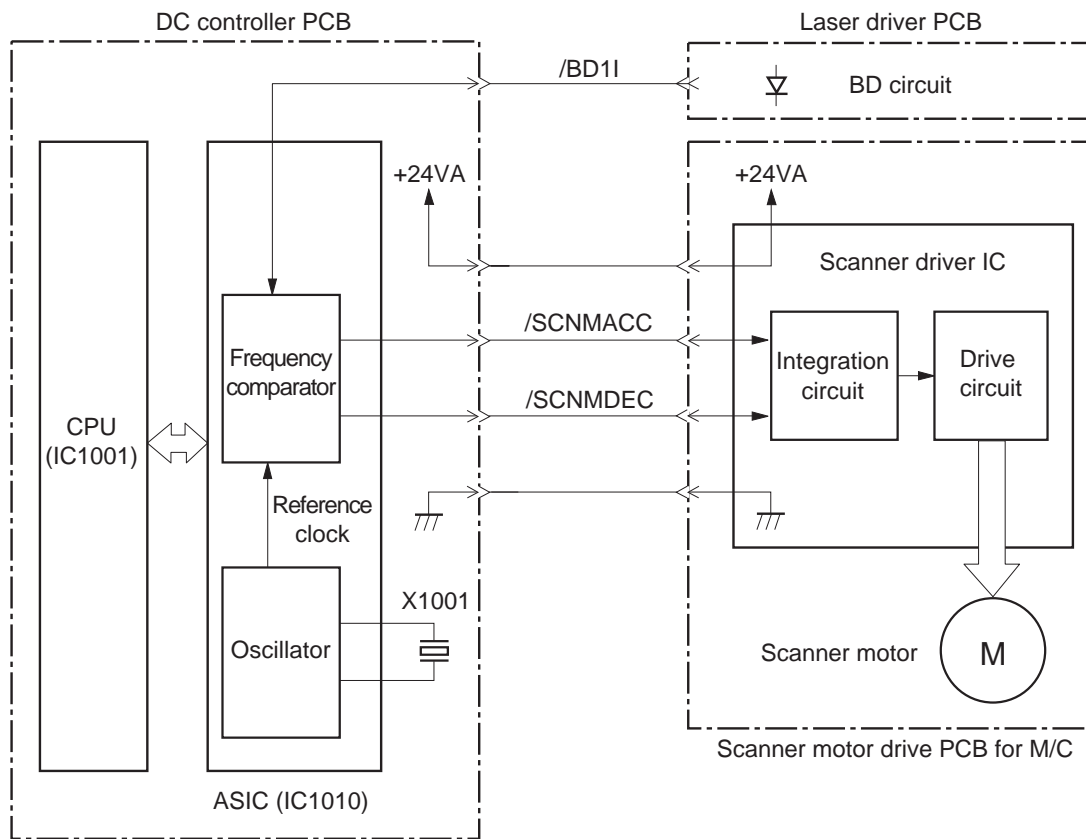 DC controller PCB
Laser driver PCB
/BD1I
BD circuit
+24VA
+24VA
Scanner driver IC
/SCNMACC
Frequency
comparator
Integration
circuit
Drive
circuit
/SCNMDEC
CPU
(IC1001)
Reference
clock
X1001
Oscillator
Scanner motor
M
Scanner motor drive PCB for M/C
ASIC (IC1010)